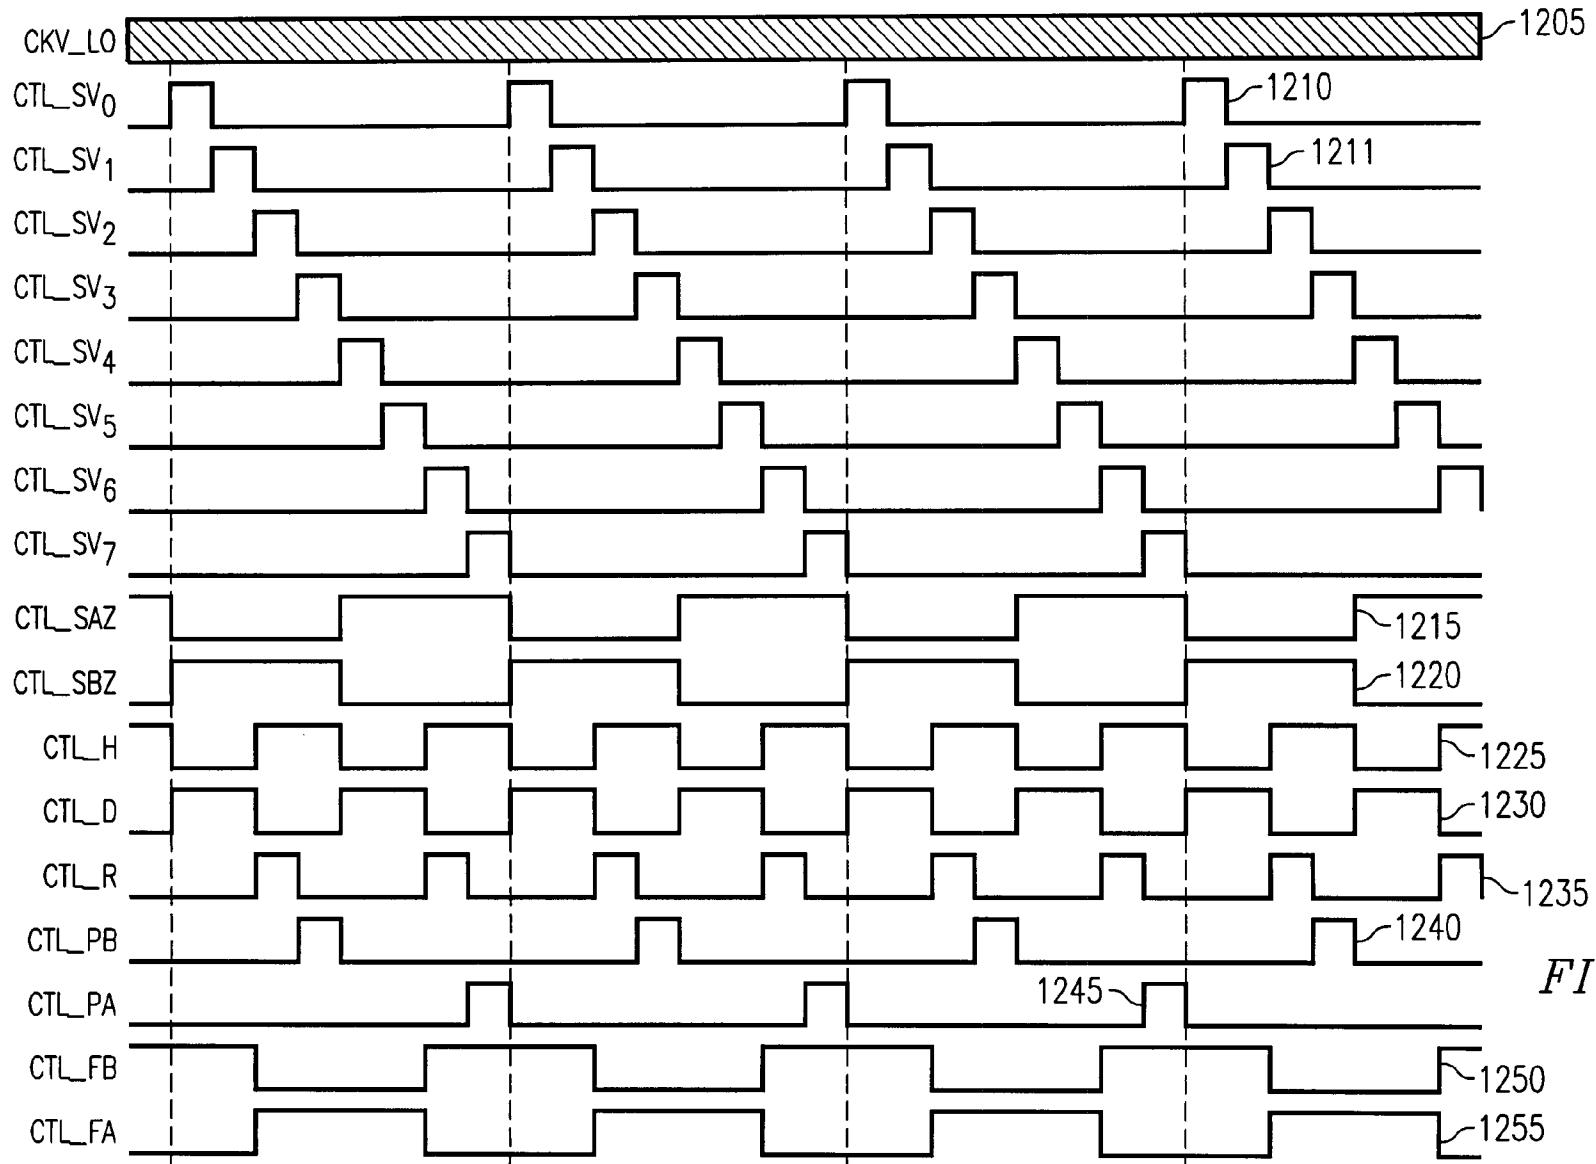 CKV_LO 1205
CTL_SV0 1210
CTL_SV1 1211
CTL_SV2
CTL_SV3
CTL_SV4
CTL_SV5
CTL_SV6
CTL_SV7
CTL_SAZ 1215
CTL_SBZ 1220
CTL_H 1225
CTL_D 1230
CTL_R 1235
CTL_PB 1240
CTL_PA 1245
FI
CTL_FB 1250
CTL_FA 1255